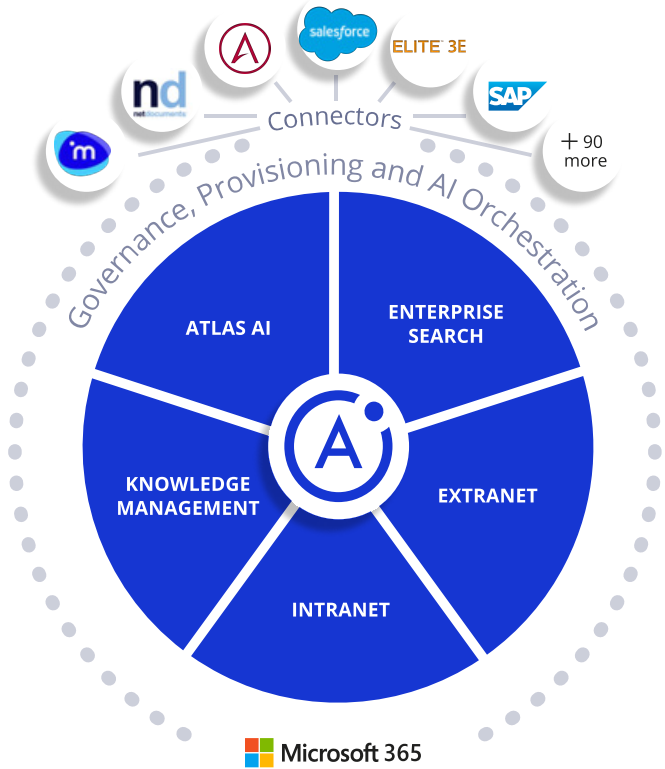 salesforce
ELITE 3E
nd
netdocuments
SAP
Connectors
m
+ 90
more
Governance, Provisioning and AI Orchestration
ATLAS AI
ENTERPRISE
SEARCH
KNOWLEDGE
MANAGEMENT
EXTRANET
INTRANET
A
Microsoft 365